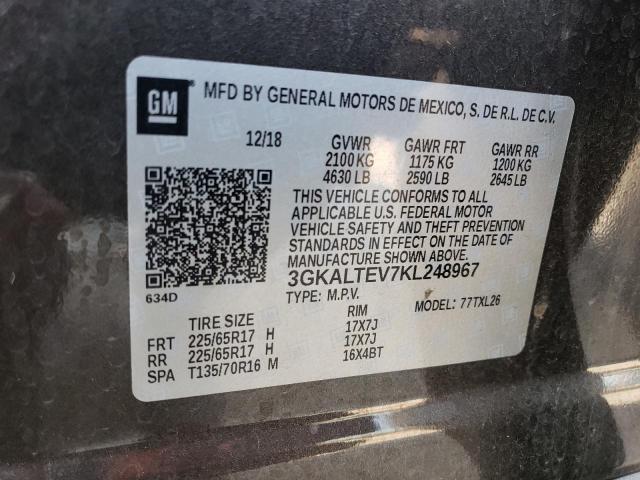 GM
MFD BY GENERAL MOTORS DE MEXICO, S. DE R.L. DE C.V.
12/18 GVWR GAWR FRT GAWR RR
2100 KG 1175 KG 1200 KG
4630 LB 2590 LB 2645 LB
THIS VEHICLE CONFORMS TO ALL
APPLICABLE U.S. FEDERAL MOTOR
VEHICLE SAFETY AND THEFT PREVENTION
STANDARDS IN EFFECT ON THE DATE OF
MANUFACTURE SHOWN ABOVE.
3GKALTEV7KL248967
634D
TYPE: M.P.V. MODEL: 77TXL26
TIRE SIZE RIM
FRT 225/65R17 H 17X7J
RR 225/65R17 H 17X7J
SPA T135/70R16 M 16X4BT